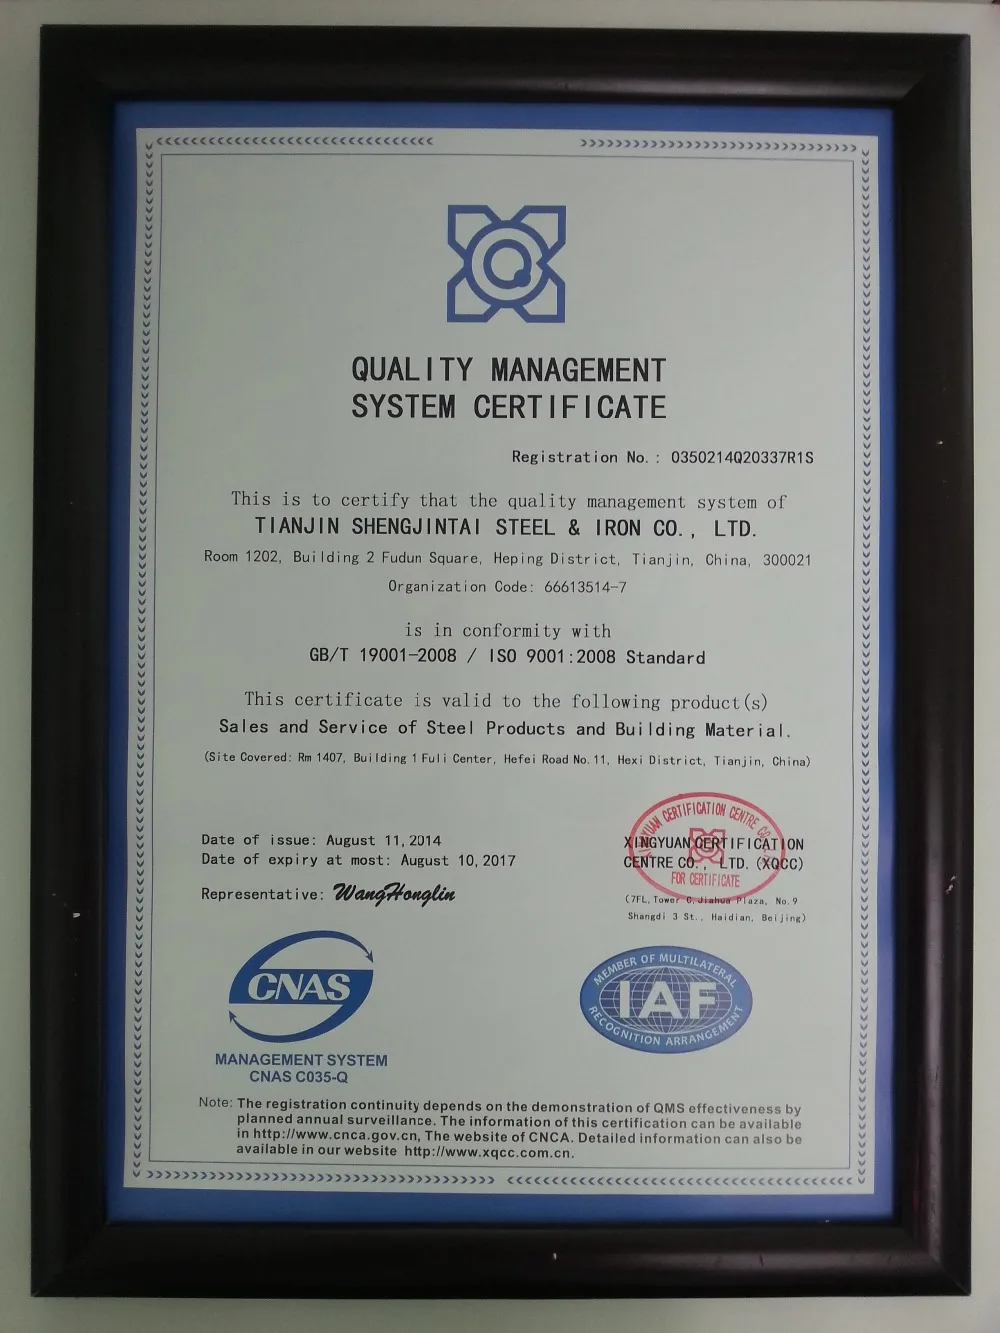 QUALITY MANAGEMENT
SYSTEM CERTIFICATE
Registration No.: 0350214Q20337R1S
This is to certify that the quality management system of
TIANJIN SHENGJINTAI STEEL & IRON CO., LTD.
Room 1202, Building 2 Fudun Square, Heping District, Tianjin, China, 300021
Organization Code: 66613514-7
is in conformity with
GB/T 19001-2008 / ISO 9001:2008 Standard
This certificate is valid to the following product(s)
Sales and Service of Steel Products and Building Material.
(Site Covered: Rm 1407, Building 1 Fuli Center, Hefei Road No.11, Hexi District, Tianjin, China)
Date of issue: August 11,2014
Date of expiry at most: August 10,2017
Representative: WangHonglin
XINGYUAN CERTIFICATION CENTRE CO
FOR CERTIFICATE
XINGYUAN CERTIFICATION
CENTRE CO., LTD. (XQCC)
(7FL, Tower C, Jiahua Plaza, No.9
Shangdi 3 St., Haidian, Beijing)
CNAS
MANAGEMENT SYSTEM
CNAS C035-Q
MEMBER OF MULTILATERAL
IAF
RECOGNITION ARRANGEMENT
Note: The registration continuity depends on the demonstration of QMS effectiveness by
planned annual surveillance. The information of this certification can be available
in http://www.cnca.gov.cn, The website of CNCA. Detailed information can also be
available in our website http://www.xqcc.com.cn.